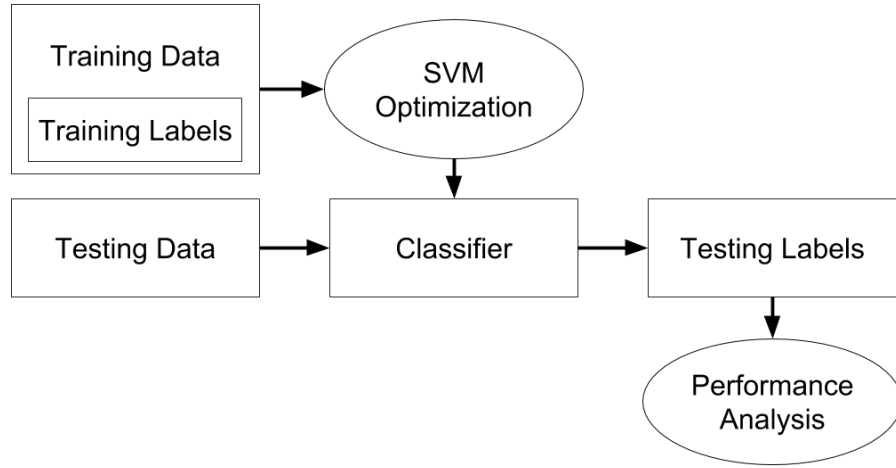 Training Data
Training Labels
SVM
Optimization
Testing Data
Classifier
Testing Labels
Performance
Analysis